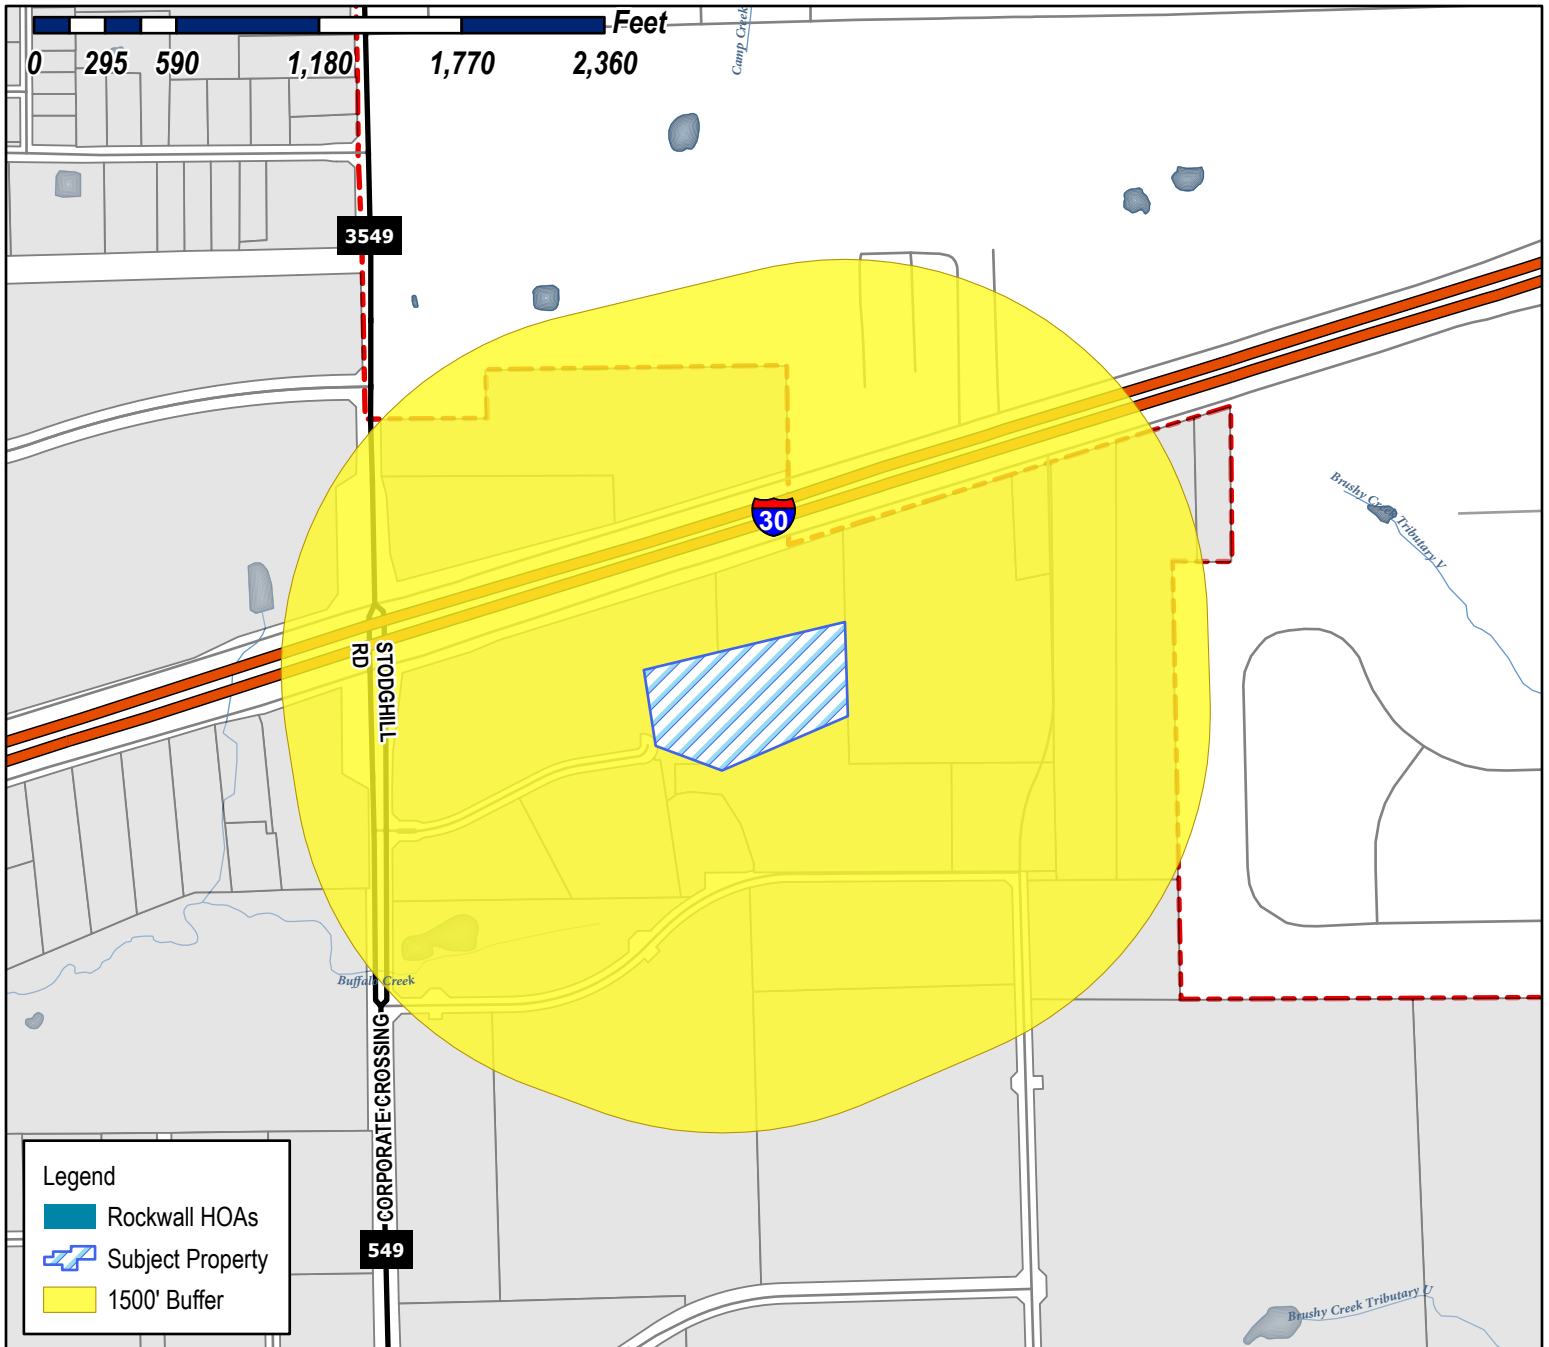 Feet
0 295 590 1,180 1,770 2,360
Camp Creek
3549
30
Brushy Creek Tributary V
STODGHILL
RD
Buffalo Creek
CORPORATE CROSSING
549
Legend
Rockwall HOAs
Subject Property
1500' Buffer
Brushy Creek Tributary U